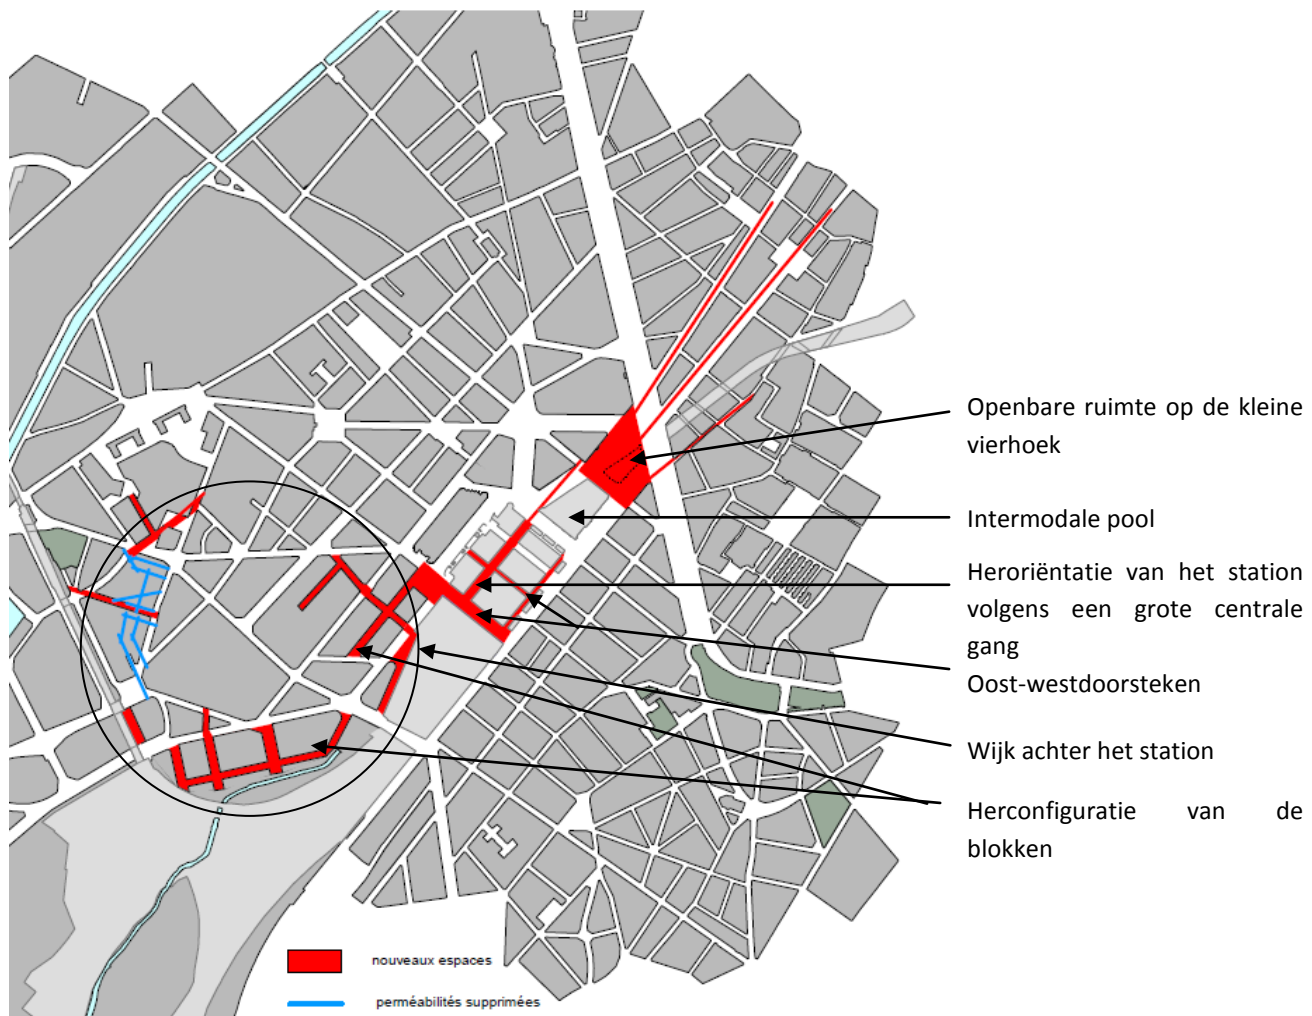 Openbare ruimte op de kleine
vierhoek
Intermodale pool
Heroriëntatie van het station
volgens een grote centrale
gang
Oost-westdoorsteken
Wijk achter het station
Herconfiguratie van de
blokken
nouveaux espaces
perméabilités supprimées